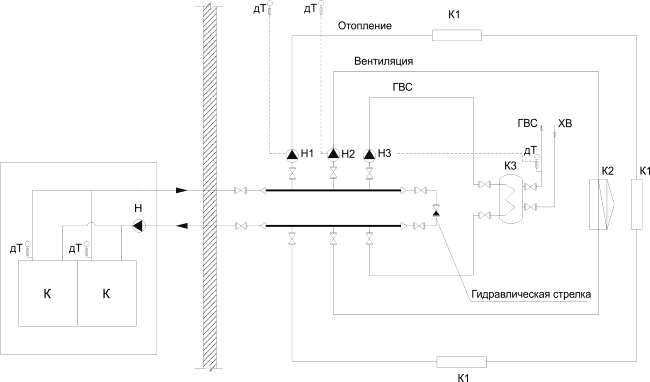 дТ
дТ
Отопление
К1
Вентиляция
ГВС
ГВС
ХВ
Н1
Н2
Н3
дТ
К3
К2
К1
Н
дТ
дТ
К
К
Гидравлическая стрелка
К1